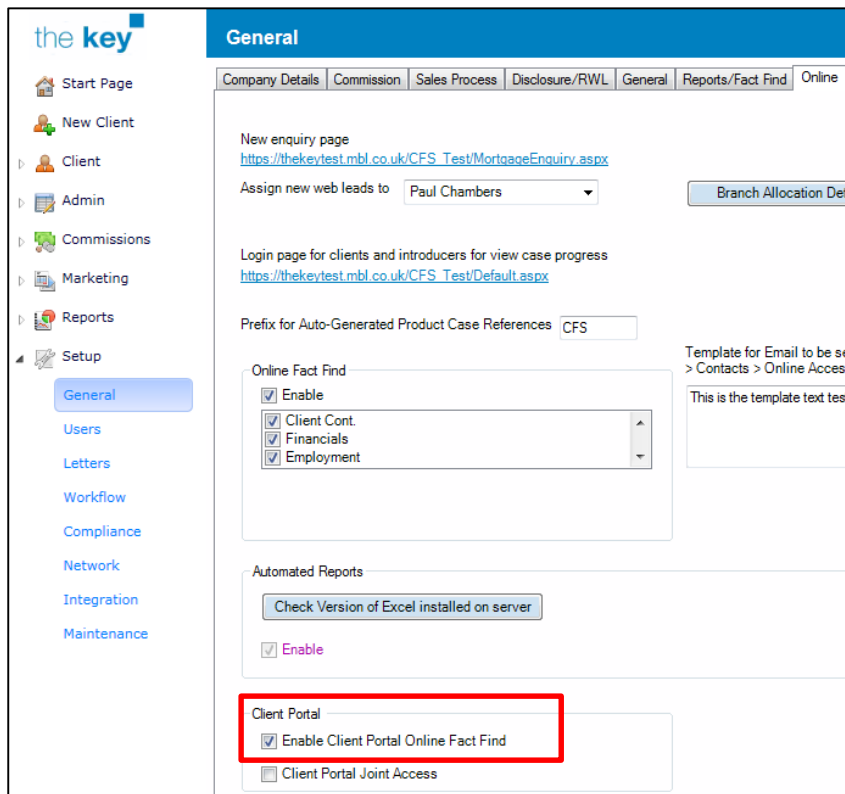 the key
General
Start Page
New Client
Client
Admin
Commissions
Marketing
Reports
Setup
General
Users
Letters
Workflow
Compliance
Network
Integration
Maintenance
Company Details Commission Sales Process Disclosure/RWL General Reports/Fact Find Online
New enquiry page
https://thekeytest.mbl.co.uk/CFS_Test/MortgageEnquiry.aspx
Assign new web leads to Paul Chambers Branch Allocation Def
Login page for clients and introducers for view case progress
https://thekeytest.mbl.co.uk/CFS_Test/Default.aspx
Prefix for Auto-Generated Product Case References CFS
Template for Email to be se
> Contacts > Online Acces
This is the template text tes
Online Fact Find
Enable
Client Cont.
Financials
Employment
Automated Reports
Check Version of Excel installed on server
Enable
Client Portal
Enable Client Portal Online Fact Find
Client Portal Joint Access